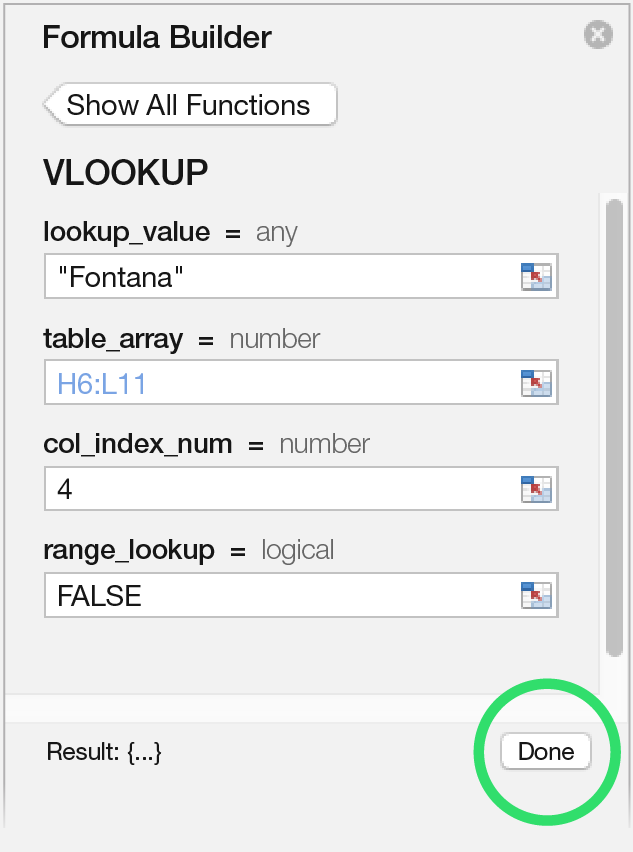 Formula Builder
Show All Functions
VLOOKUP
lookup_value = any
"Fontana"
table_array = number
H6:L11
col_index_num = number
4
range_lookup = logical
FALSE
Result: {...}
Done